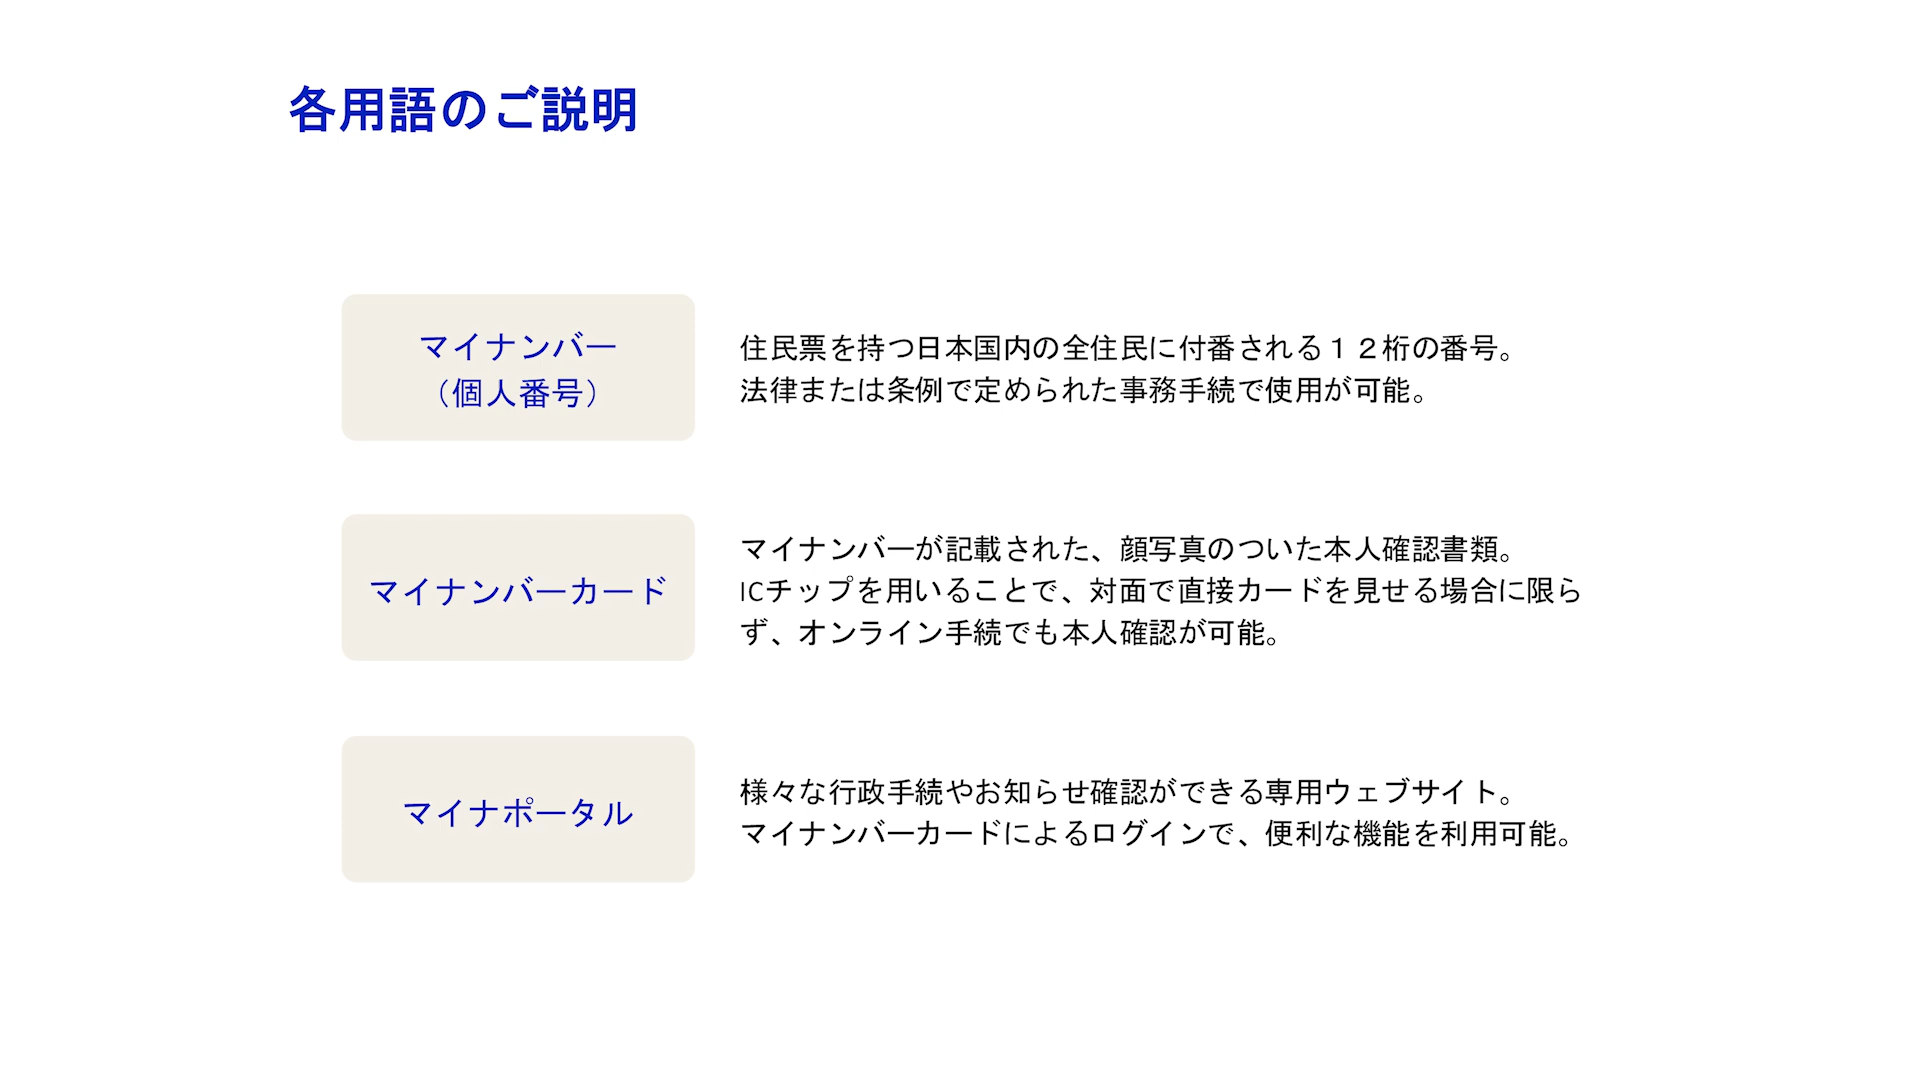 各用語のご説明
マイナンバー
（個人番号）
住民票を持つ日本国内の全住民に付番される１２桁の番号。
法律または条例で定められた事務手続で使用が可能。
マイナンバーカード
マイナンバーが記載された、顔写真のついた本人確認書類。
ICチップを用いることで、対面で直接カードを見せる場合に限ら
ず、オンライン手続でも本人確認が可能。
マイナポータル
様々な行政手続やお知らせ確認ができる専用ウェブサイト。
マイナンバーカードによるログインで、便利な機能を利用可能。